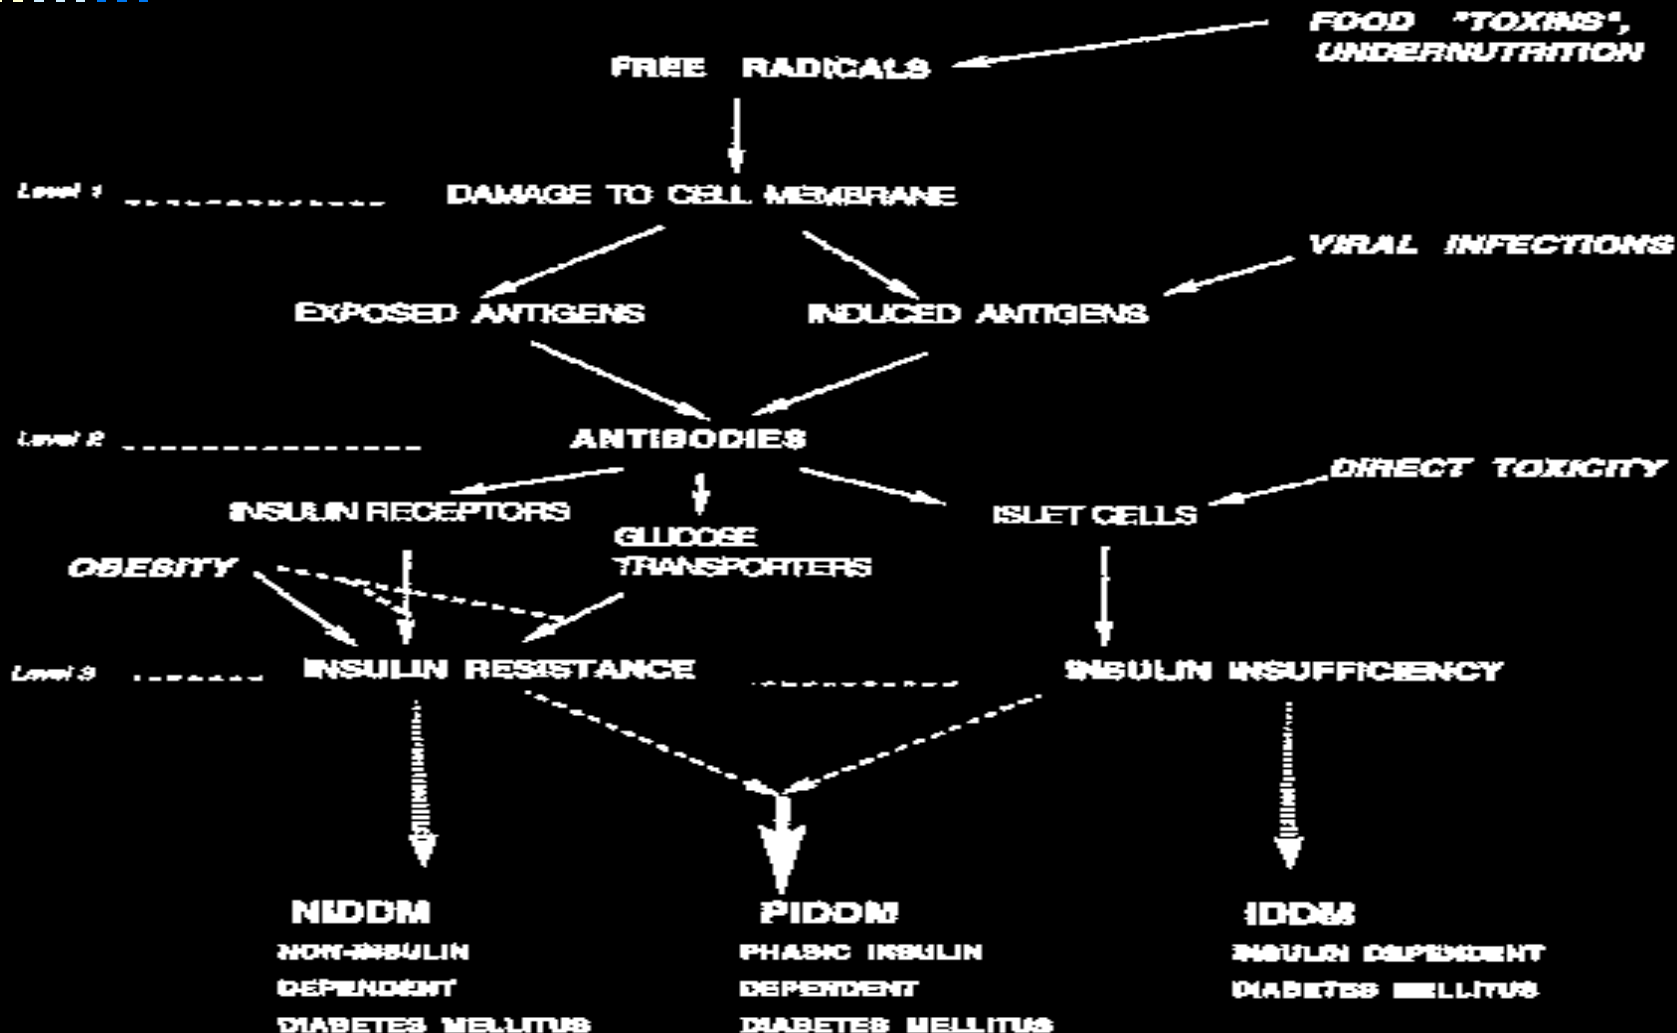 FOOD "TOXINS",
UNDERNUTRITION
FREE RADICALS
Level 1
DAMAGE TO CELL MEMBRANE
VIRAL INFECTIONS
EXPOSED ANTIGENS
INDUCED ANTIGENS
Level 2
ANTIBODIES
DIRECT TOXICITY
INSULIN RECEPTORS
ISLET CELLS
GLUCOSE
TRANSPORTERS
OBESITY
Level 3
INSULIN RESISTANCE
INSULIN INSUFFICIENCY
NIDDM
PIDDM
IDDM
NON-INSULIN
PHASIC INSULIN
INSULIN DEPENDENT
DEPENDENT
DEPENDENT
DIABETES MELLITUS
DIABETES MELLITUS
DIABETES MELLITUS